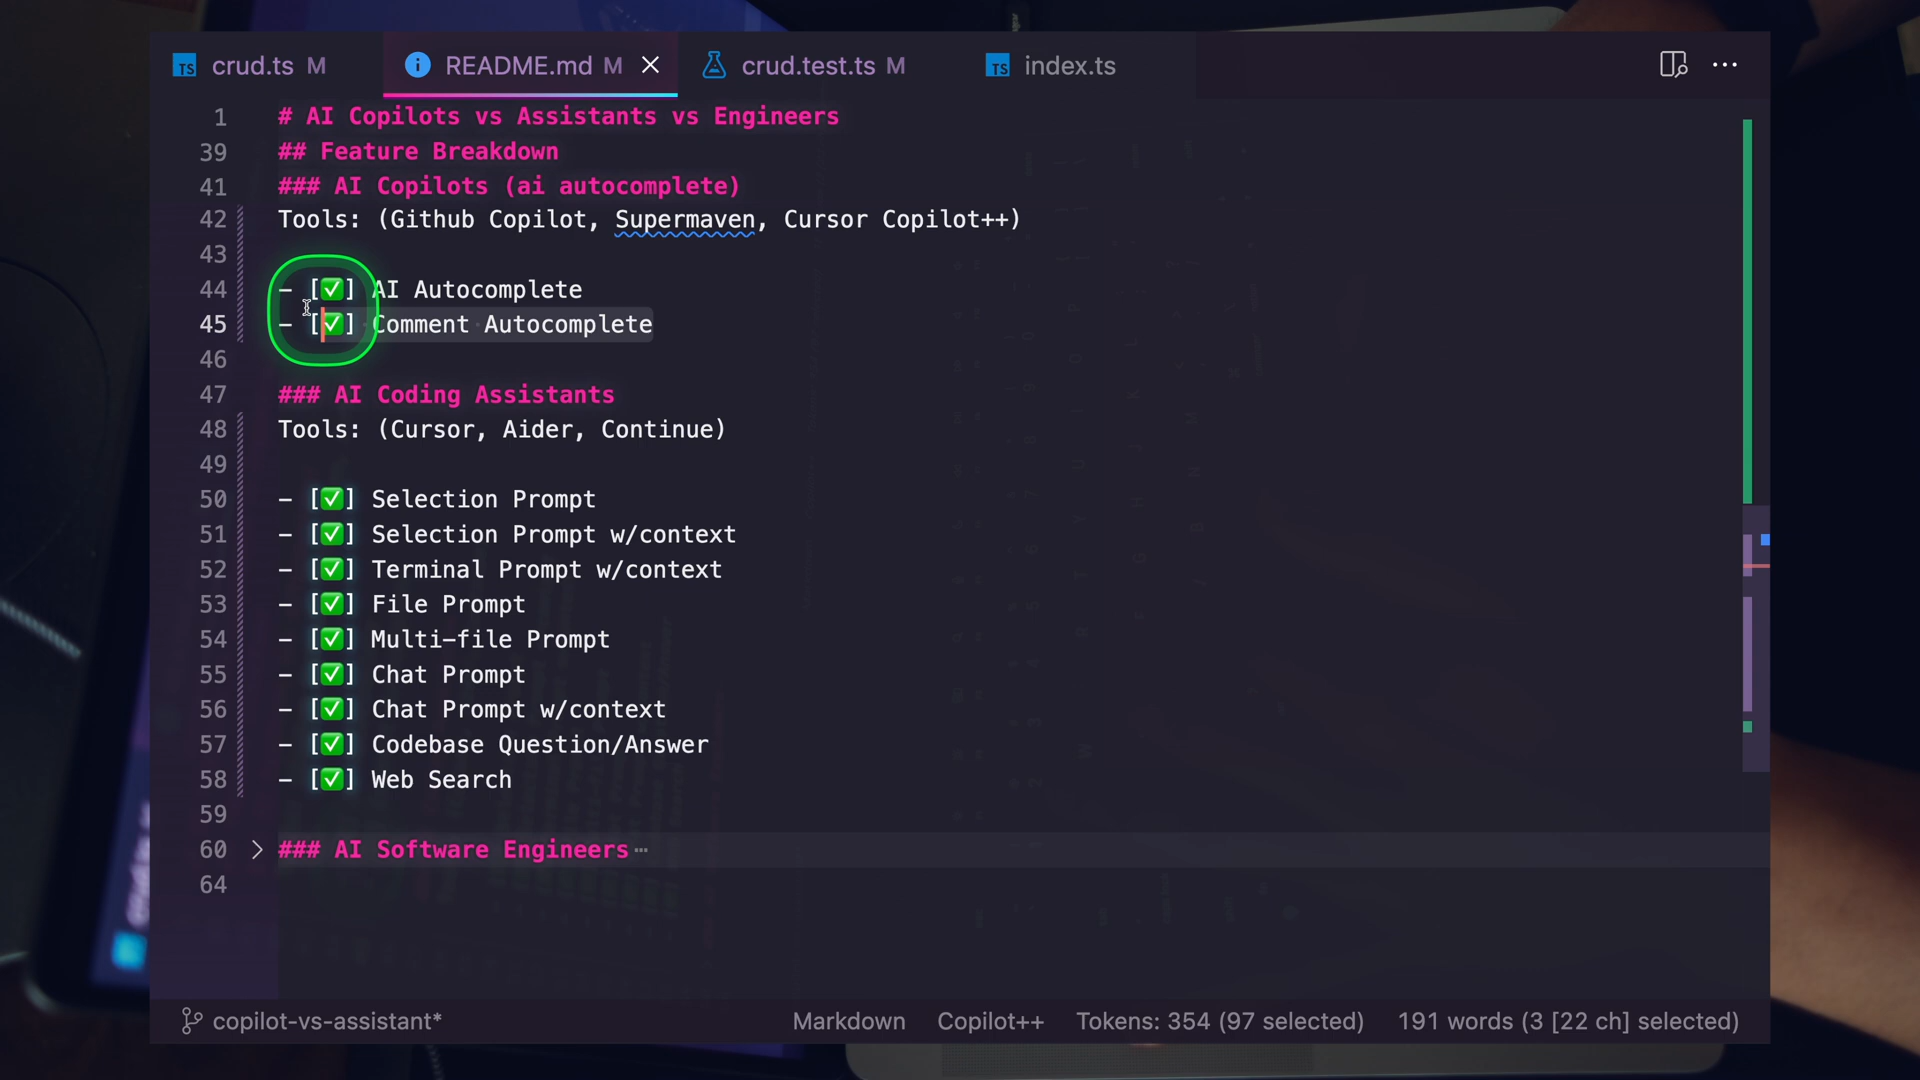 TS crud.ts M
README.md M
crud.test.ts M
TS index.ts
1 # AI Copilots vs Assistants vs Engineers
39 ## Feature Breakdown
41 ### AI Copilots (ai autocomplete)
42 Tools: (Github Copilot, Supermaven, Cursor Copilot++)
43
44 - [✅] AI Autocomplete
45 - [✅] Comment Autocomplete
46
47 ### AI Coding Assistants
48 Tools: (Cursor, Aider, Continue)
49
50 - [✅] Selection Prompt
51 - [✅] Selection Prompt w/context
52 - [✅] Terminal Prompt w/context
53 - [✅] File Prompt
54 - [✅] Multi-file Prompt
55 - [✅] Chat Prompt
56 - [✅] Chat Prompt w/context
57 - [✅] Codebase Question/Answer
58 - [✅] Web Search
59
60 ### AI Software Engineers⋯
64
copilot-vs-assistant* Markdown Copilot++ Tokens: 354 (97 selected) 191 words (3 [22 ch] selected)